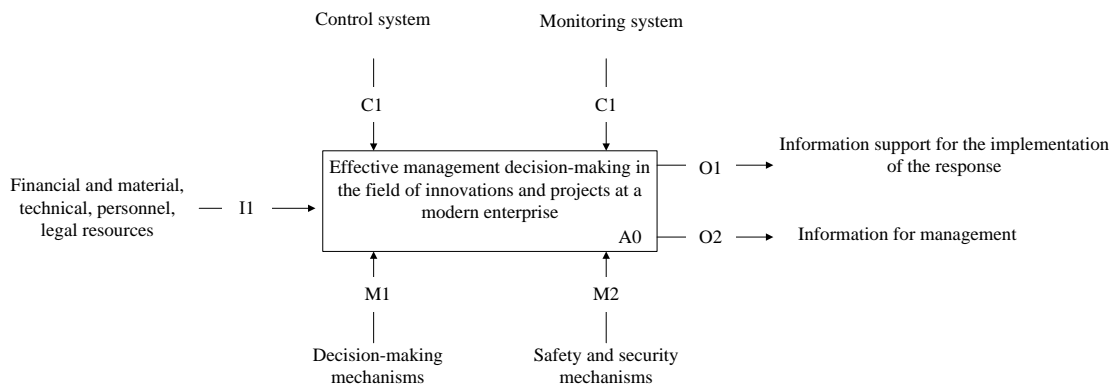 Control system
Monitoring system
C1
C1
Effective management decision-making in
the field of innovations and projects at a
modern enterprise
A0
Financial and material,
technical, personnel,
legal resources
I1
O1
Information support for the implementation
of the response
O2
Information for management
M1
M2
Decision-making
mechanisms
Safety and security
mechanisms